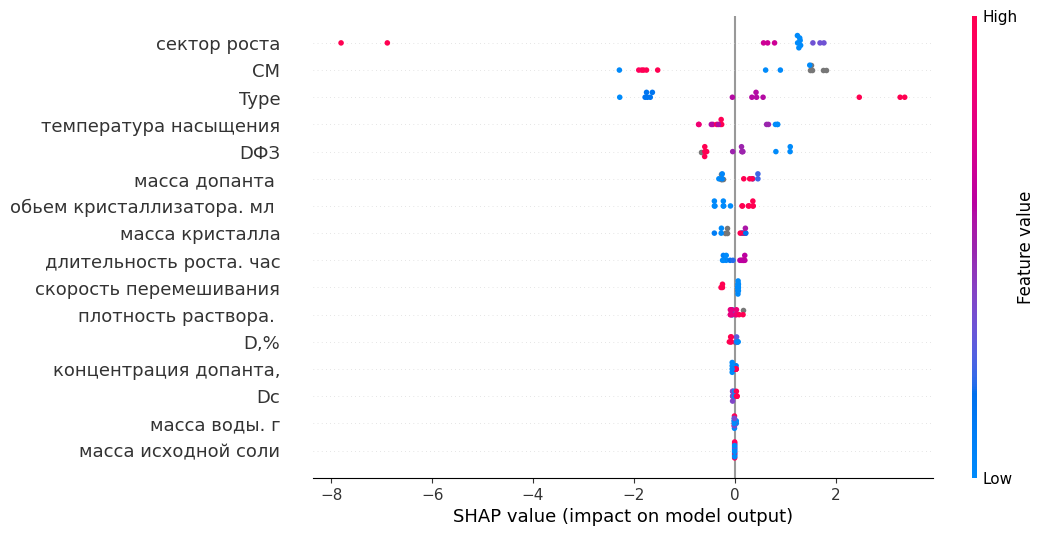 High
сектор роста
СМ
Type
температура насыщения
DФЗ
масса допанта
обьем кристаллизатора. мл
масса кристалла
длительность роста. час
скорость перемешивания
плотность раствора.
D,%
концентрация допанта,
Dc
масса воды. г
масса исходной соли
Low
Feature value
−8 −6 −4 −2 0 2
SHAP value (impact on model output)